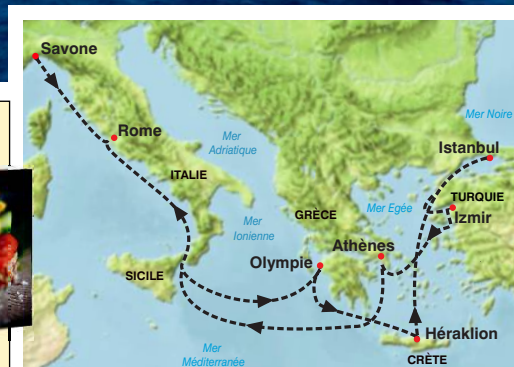 Savone
Mer Noire
Rome
Mer
Adriatique
Istanbul
ITALIE
TURQUIE
GRÈCE
Mer Egée
Izmir
Mer
Ionienne
Athènes
Olympie
SICILE
Héraklion
Mer
Méditerranée
CRÈTE